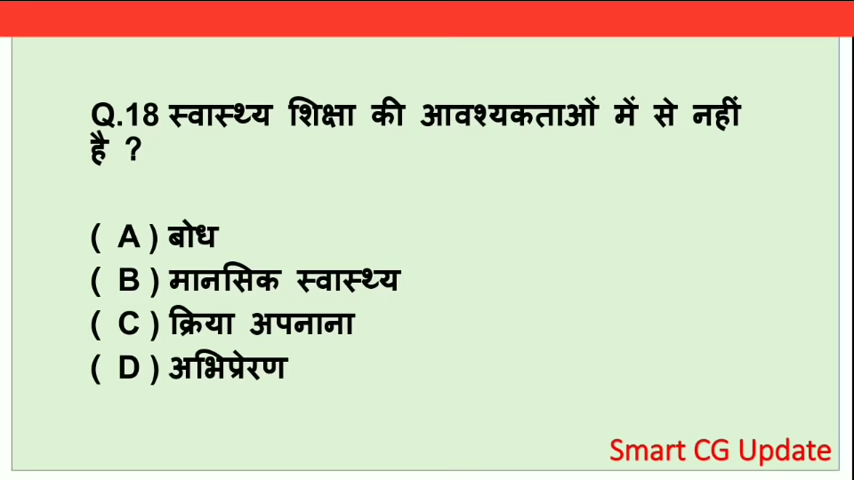 Q.18 स्वास्थ्य शिक्षा की आवश्यकताओं में से नहीं
है ?
( A ) बोध
( B ) मानसिक स्वास्थ्य
( C ) क्रिया अपनाना
( D ) अभिप्रेरण
Smart CG Update